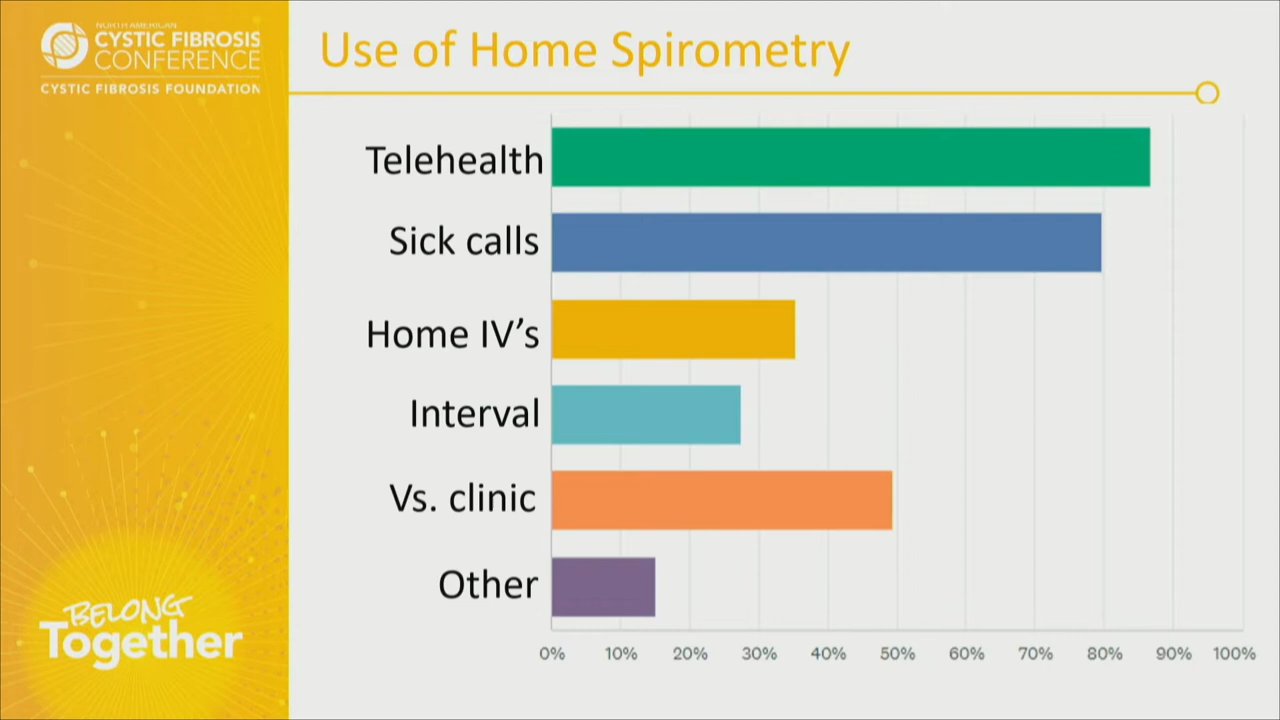 NORTH AMERICAN
CYSTIC FIBROSIS
CONFERENCE
CYSTIC FIBROSIS FOUNDATION
Use of Home Spirometry
Telehealth
Sick calls
Home IV’s
Interval
Vs. clinic
Other
0% 10% 20% 30% 40% 50% 60% 70% 80% 90% 100%
BELONG
Together